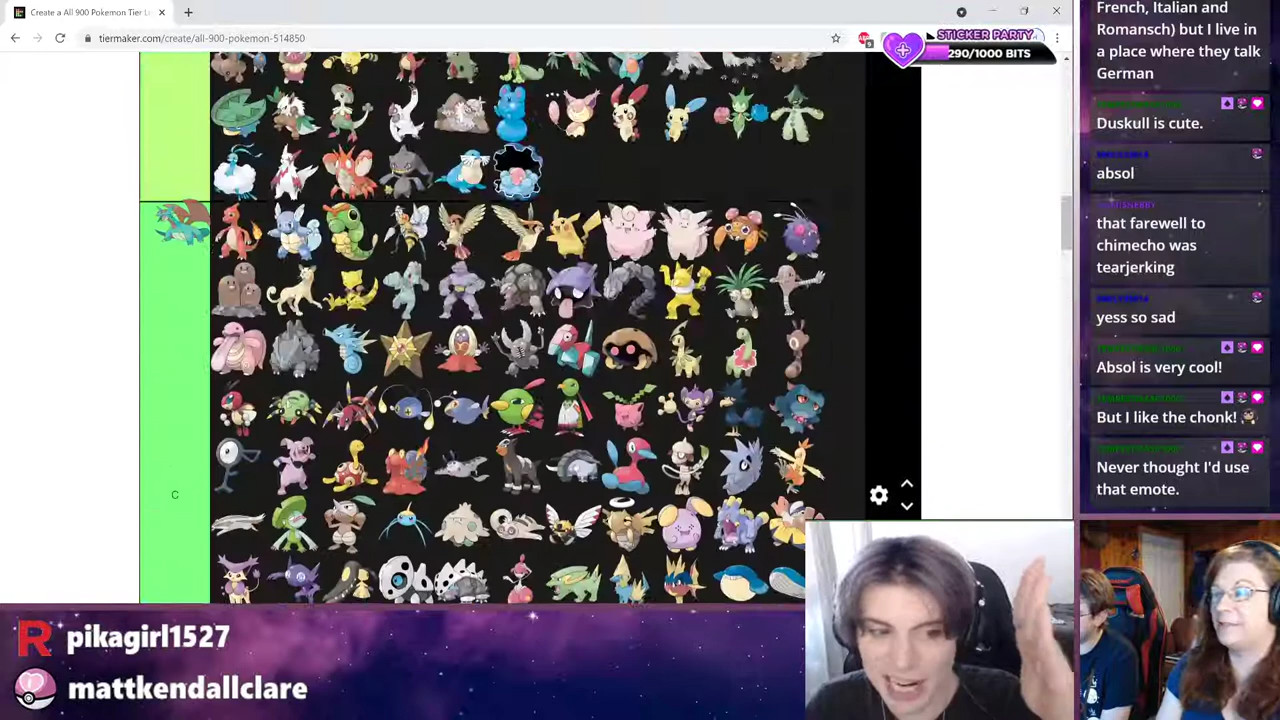 Create a All 900 Pokemon Tier Li
tiermaker.com/create/all-900-pokemon-514850
STICKER PARTY
290/1000 BITS
French, Italian and
Romansch) but I live in
a place where they talk
German
Duskull is cute.
absol
that farewell to
chimecho was
tearjerking
yess so sad
Absol is very cool!
But I like the chonk!
Never thought I'd use
that emote.
C
R pikagirl1527
mattkendallclare